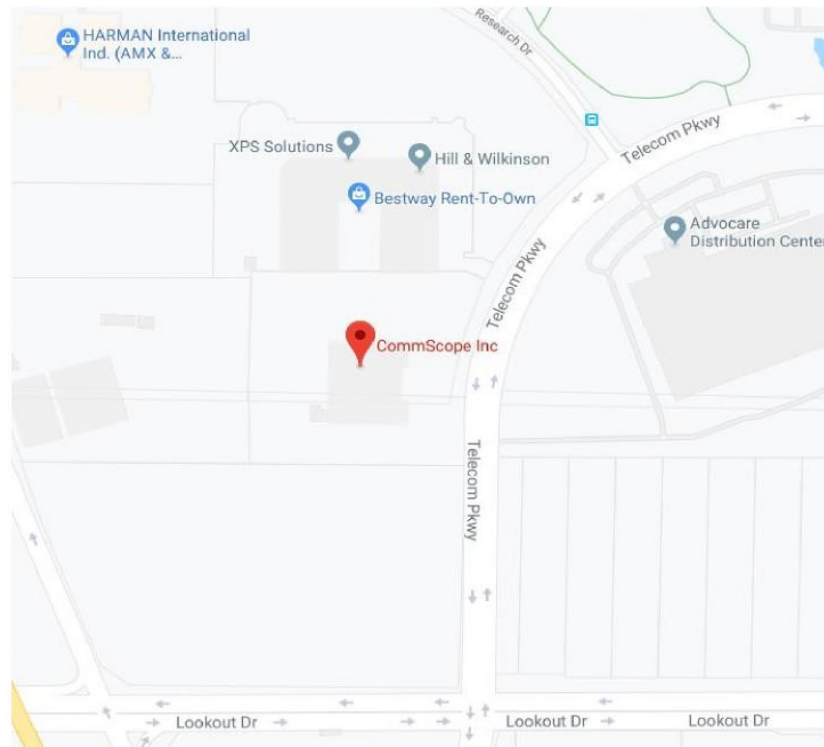 HARMAN International
Ind. (AMX &...
Research Dr
Telecom Pkwy
XPS Solutions
Hill & Wilkinson
Bestway Rent-To-Own
Advocare
Distribution Center
Telecom Pkwy
CommScope Inc
Telecom Pkwy
Lookout Dr
Lookout Dr
Lookout Dr